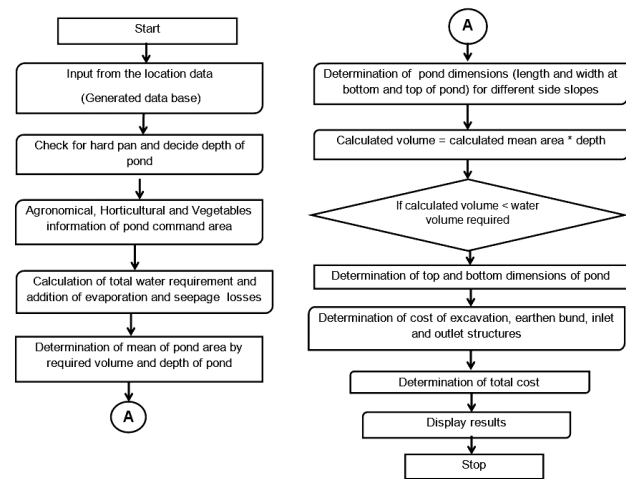 Start
Input from the location data
(Generated data base)
Check for hard pan and decide depth of
pond
Agronomical, Horticultural and Vegetables
information of pond command area
Calculation of total water requirement and
addition of evaporation and seepage losses
Determination of mean of pond area by
required volume and depth of pond
A
A
Determination of pond dimensions (length and width at
bottom and top of pond) for different side slopes
Calculated volume = calculated mean area * depth
If calculated volume < water
volume required
Determination of top and bottom dimensions of pond
Determination of cost of excavation, earthen bund, inlet
and outlet structures
Determination of total cost
Display results
Stop